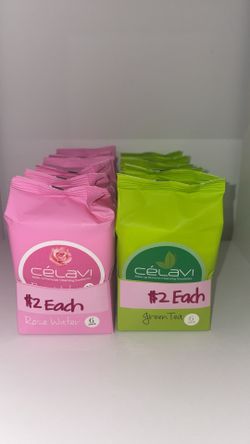 CÉLAVI
#2 Each
Rose Water
CÉLAVI
#2 Each
Green Tea